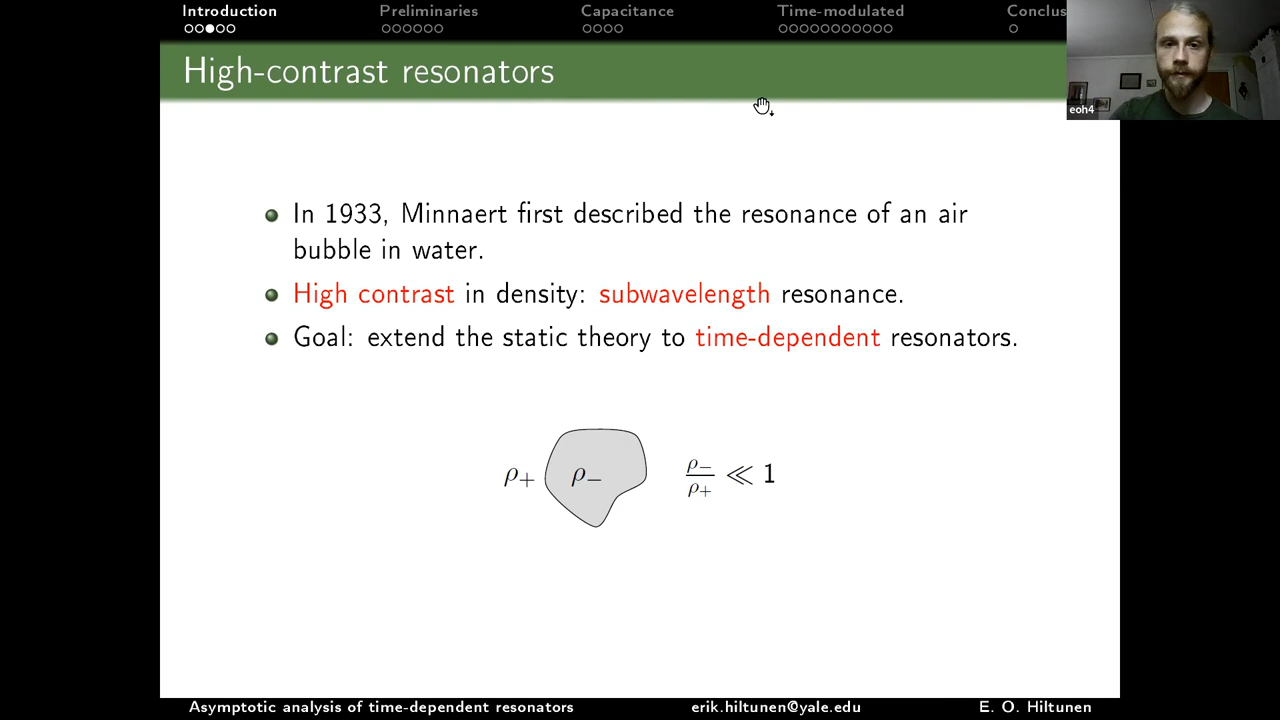 Introduction Preliminaries Capacitance Time-modulated Conclus
High-contrast resonators
eoh4
In 1933, Minnaert first described the resonance of an air
bubble in water.
High contrast in density: subwavelength resonance.
Goal: extend the static theory to time-dependent resonators.
ρ₊ ρ₋ ρ₋/ρ₊ ≪ 1
Asymptotic analysis of time-dependent resonators erik.hiltunen@yale.edu E. O. Hiltunen